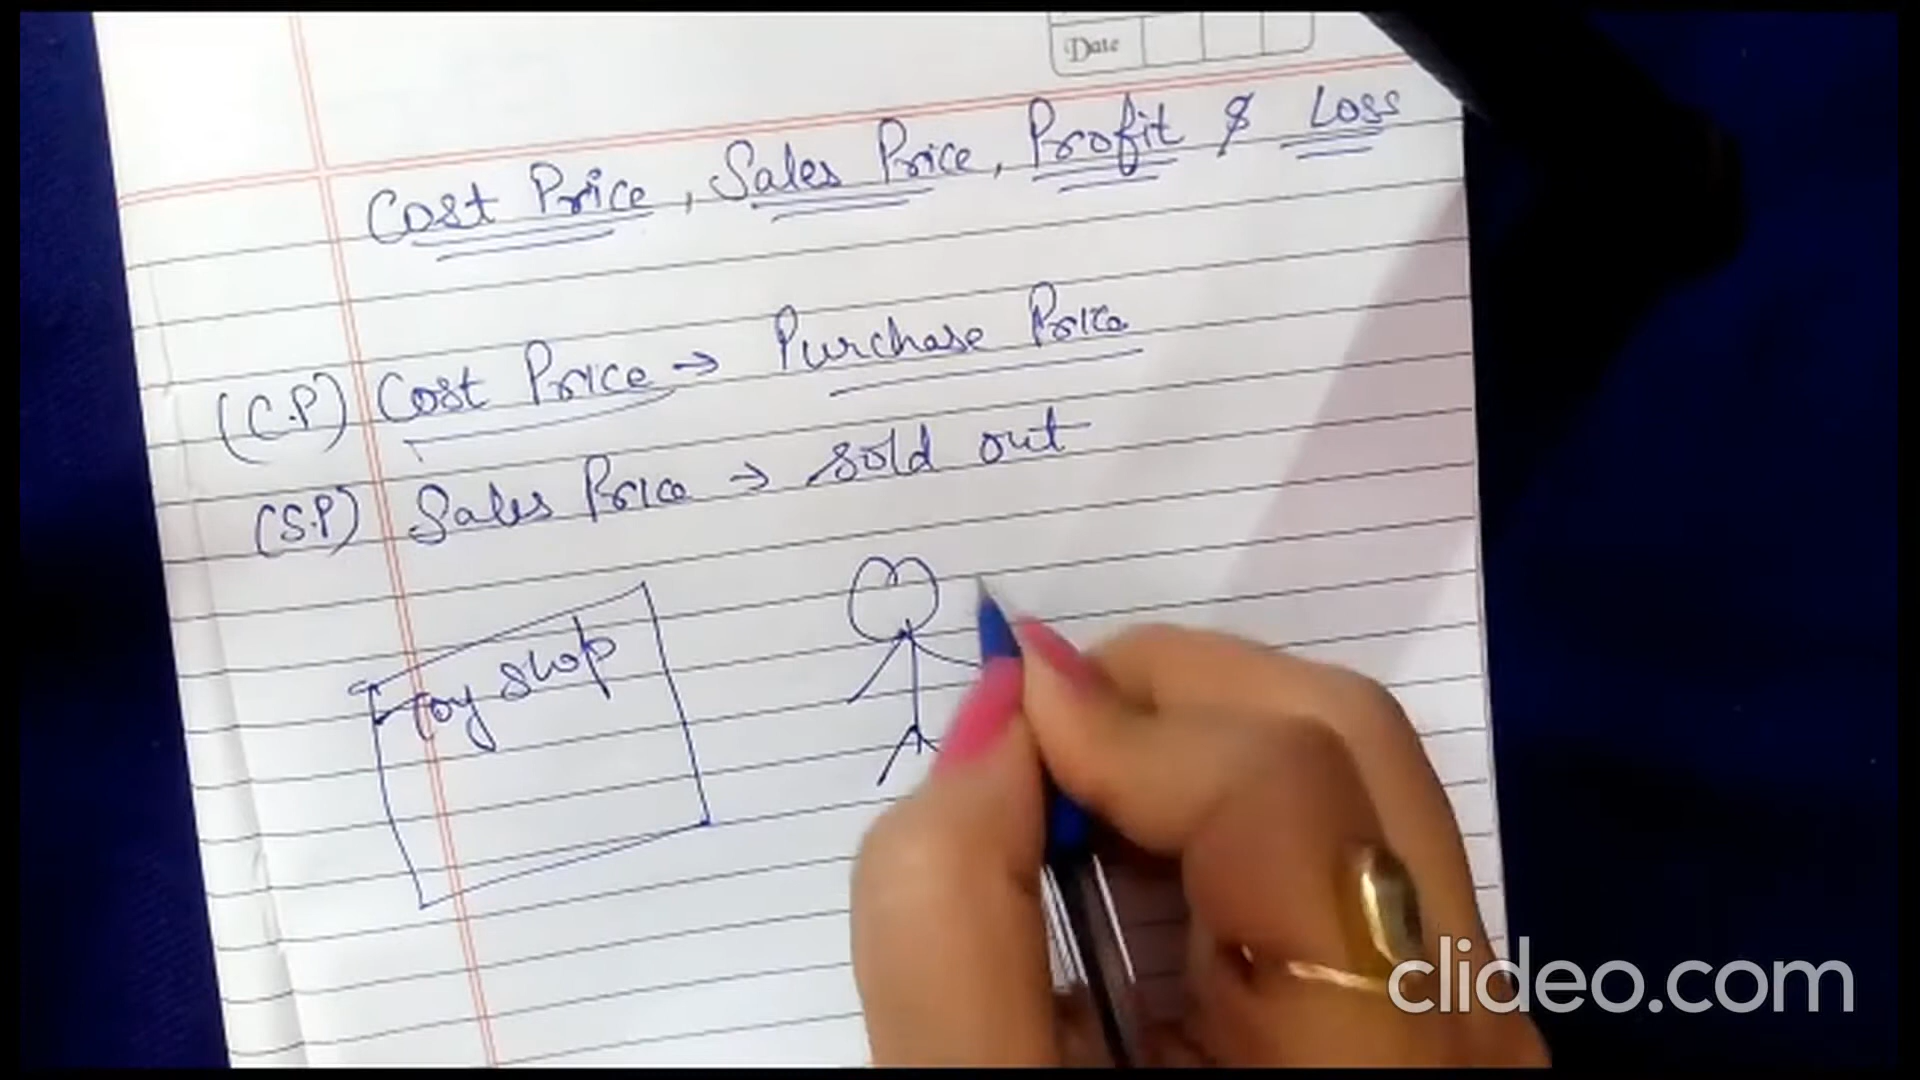 Date
Cost Price, Sales Price, Profit & Loss
(C.P) Cost Price → Purchase Price
(S.P) Sales Price → sold out
Toy shop
clideo.com